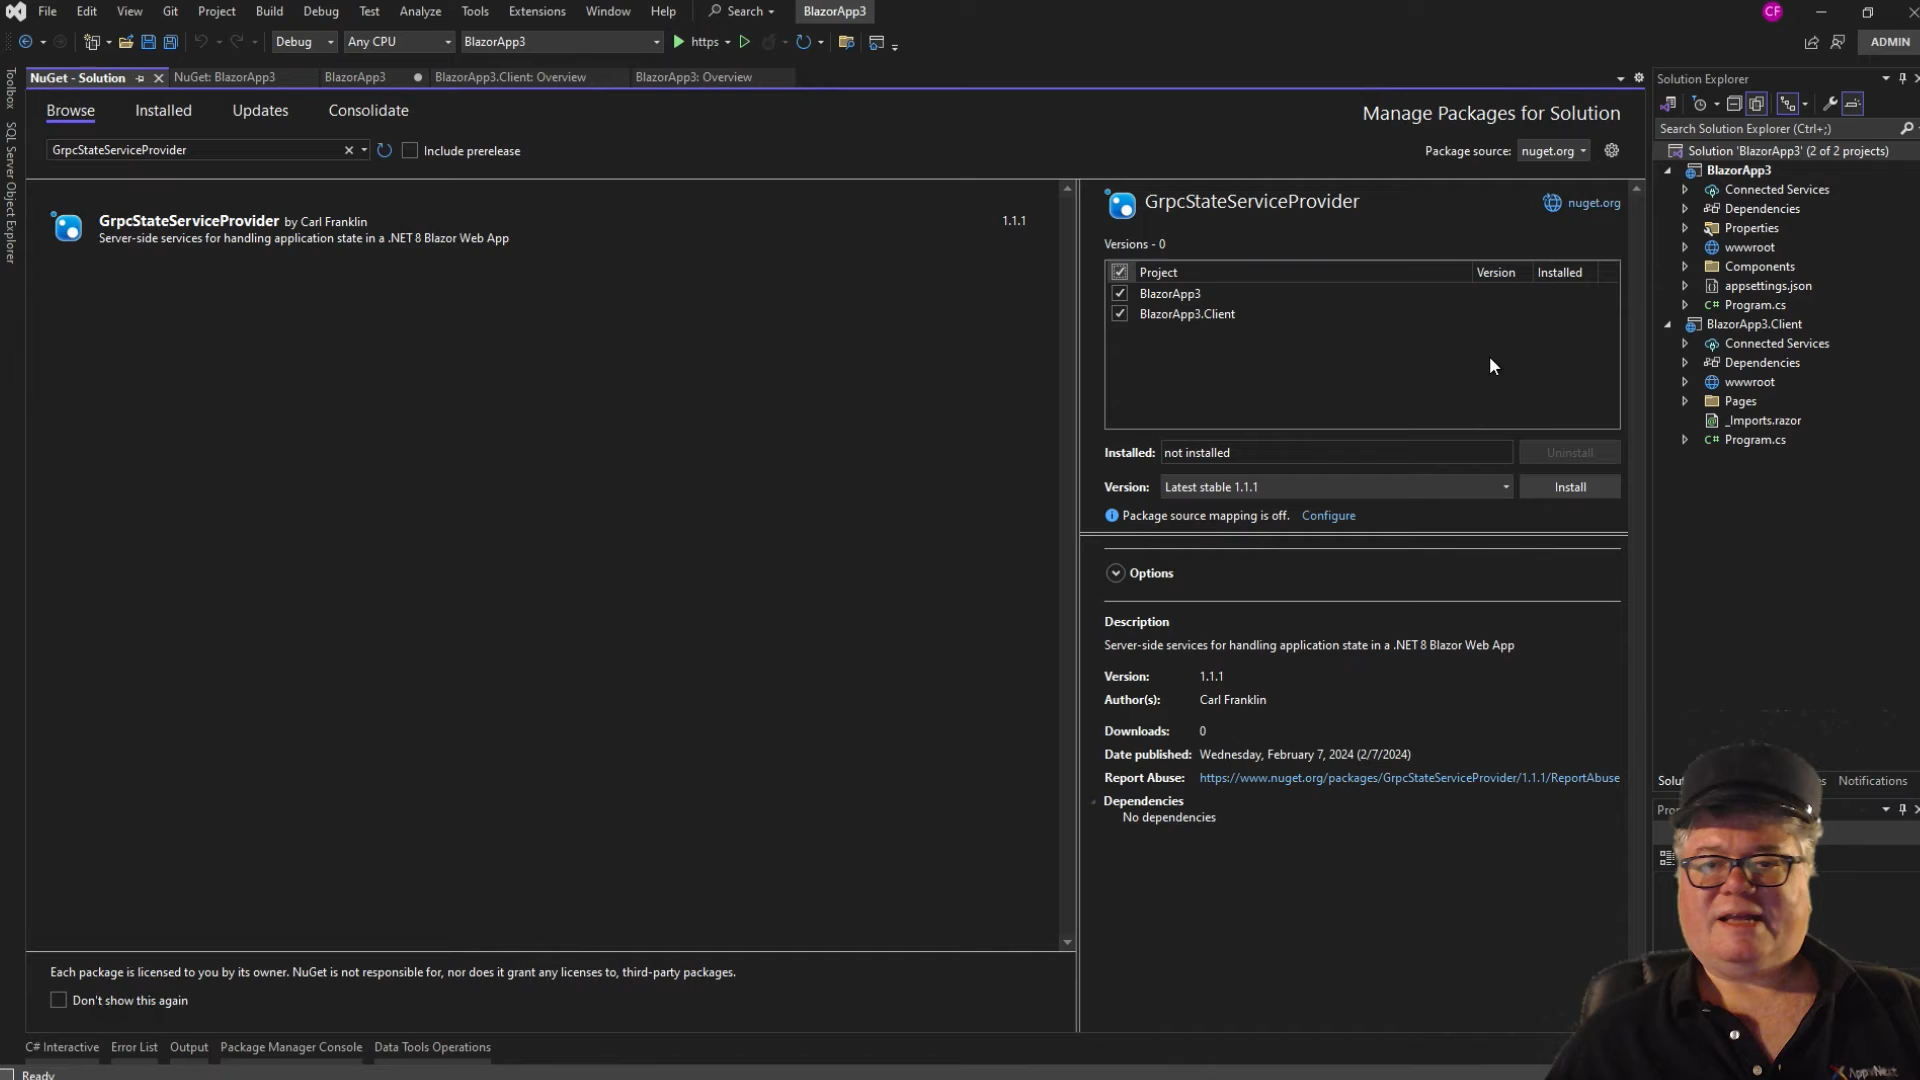 File Edit View Git Project Build Debug Test Analyze Tools Extensions Window Help Search BlazorApp3 CF
Debug Any CPU BlazorApp3 https ADMIN
NuGet - Solution NuGet: BlazorApp3 BlazorApp3 BlazorApp3.Client: Overview BlazorApp3: Overview
Toolbox
SQL Server Object Explorer
Browse Installed Updates Consolidate
Manage Packages for Solution
GrpcStateServiceProvider
Include prerelease
Package source: nuget.org
GrpcStateServiceProvider by Carl Franklin 1.1.1
Server-side services for handling application state in a .NET 8 Blazor Web App
Each package is licensed to you by its owner. NuGet is not responsible for, nor does it grant any licenses to, third-party packages.
Don't show this again
GrpcStateServiceProvider nuget.org
Versions - 0
Project Version Installed
BlazorApp3
BlazorApp3.Client
Installed: not installed Uninstall
Version: Latest stable 1.1.1 Install
Package source mapping is off. Configure
Options
Description
Server-side services for handling application state in a .NET 8 Blazor Web App
Version: 1.1.1
Author(s): Carl Franklin
Downloads: 0
Date published: Wednesday, February 7, 2024 (2/7/2024)
Report Abuse: https://www.nuget.org/packages/GrpcStateServiceProvider/1.1.1/ReportAbuse
Dependencies
No dependencies
Solution Explorer
Search Solution Explorer (Ctrl+;)
Solution 'BlazorApp3' (2 of 2 projects)
BlazorApp3
Connected Services
Dependencies
Properties
wwwroot
Components
appsettings.json
C# Program.cs
BlazorApp3.Client
Connected Services
Dependencies
wwwroot
Pages
_Imports.razor
C# Program.cs
Notifications
C# Interactive Error List Output Package Manager Console Data Tools Operations
Ready